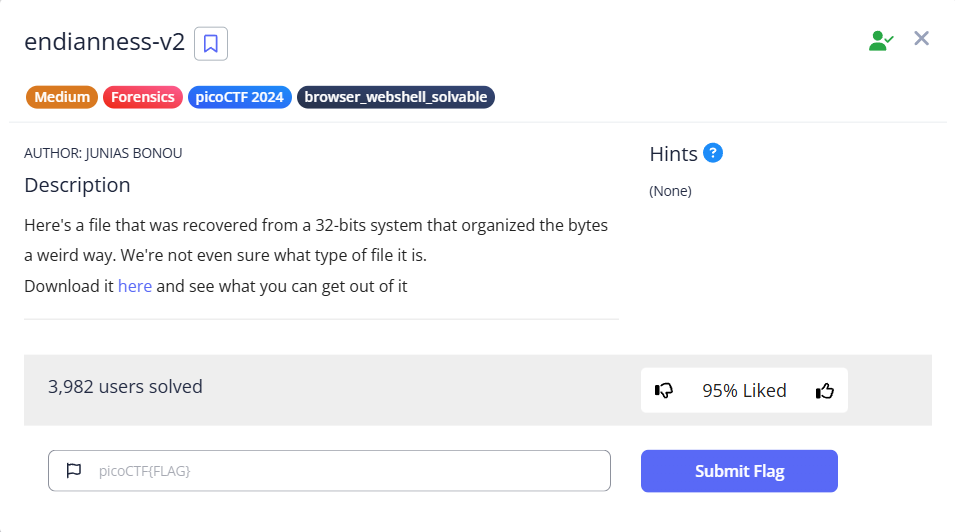 endianness-v2
Medium Forensics picoCTF 2024 browser_webshell_solvable
AUTHOR: JUNIAS BONOU
Description
Here's a file that was recovered from a 32-bits system that organized the bytes
a weird way. We're not even sure what type of file it is.
Download it here and see what you can get out of it
Hints ?
(None)
3,982 users solved
95% Liked
picoCTF{FLAG}
Submit Flag